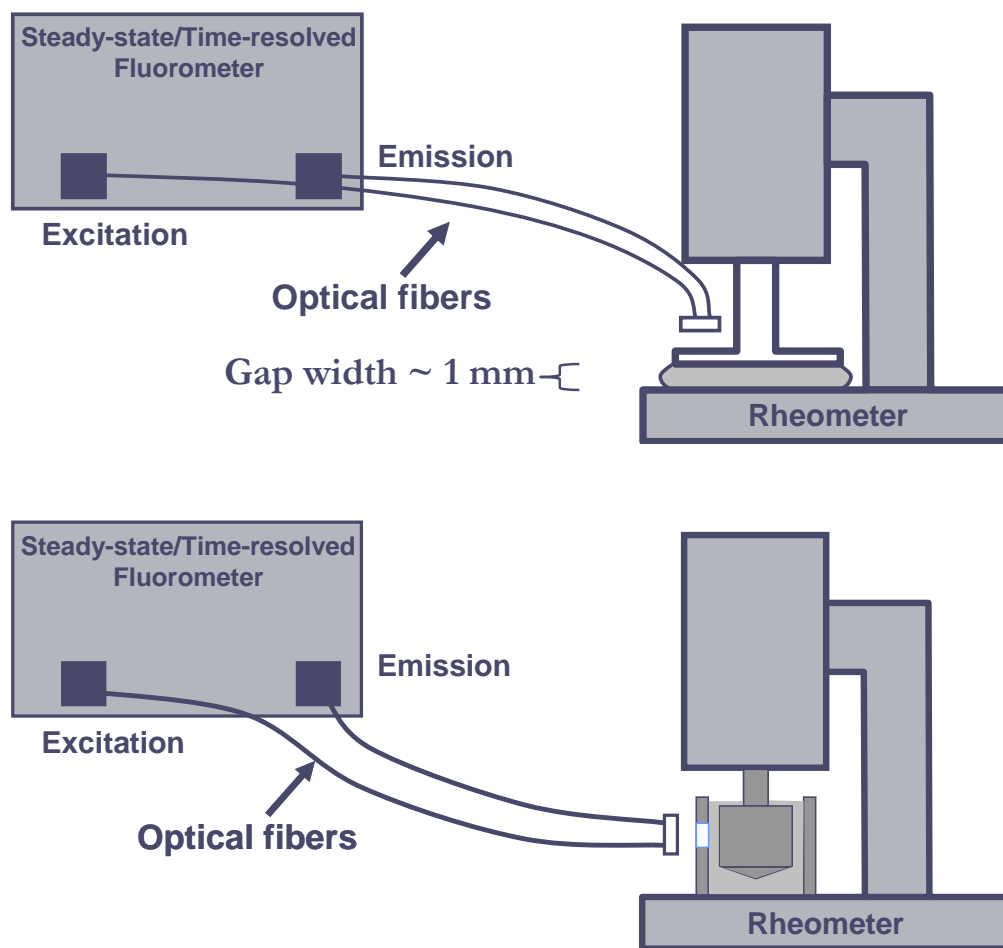 Steady-state/Time-resolved
Fluorometer
Emission
Excitation
Optical fibers
Gap width ~ 1 mm
Rheometer
Steady-state/Time-resolved
Fluorometer
Emission
Excitation
Optical fibers
Rheometer